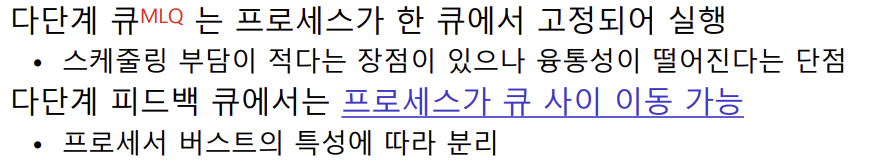 다단계 큐MLQ 는 프로세스가 한 큐에서 고정되어 실행
• 스케줄링 부담이 적다는 장점이 있으나 융통성이 떨어진다는 단점
다단계 피드백 큐에서는 프로세스가 큐 사이 이동 가능
• 프로세서 버스트의 특성에 따라 분리